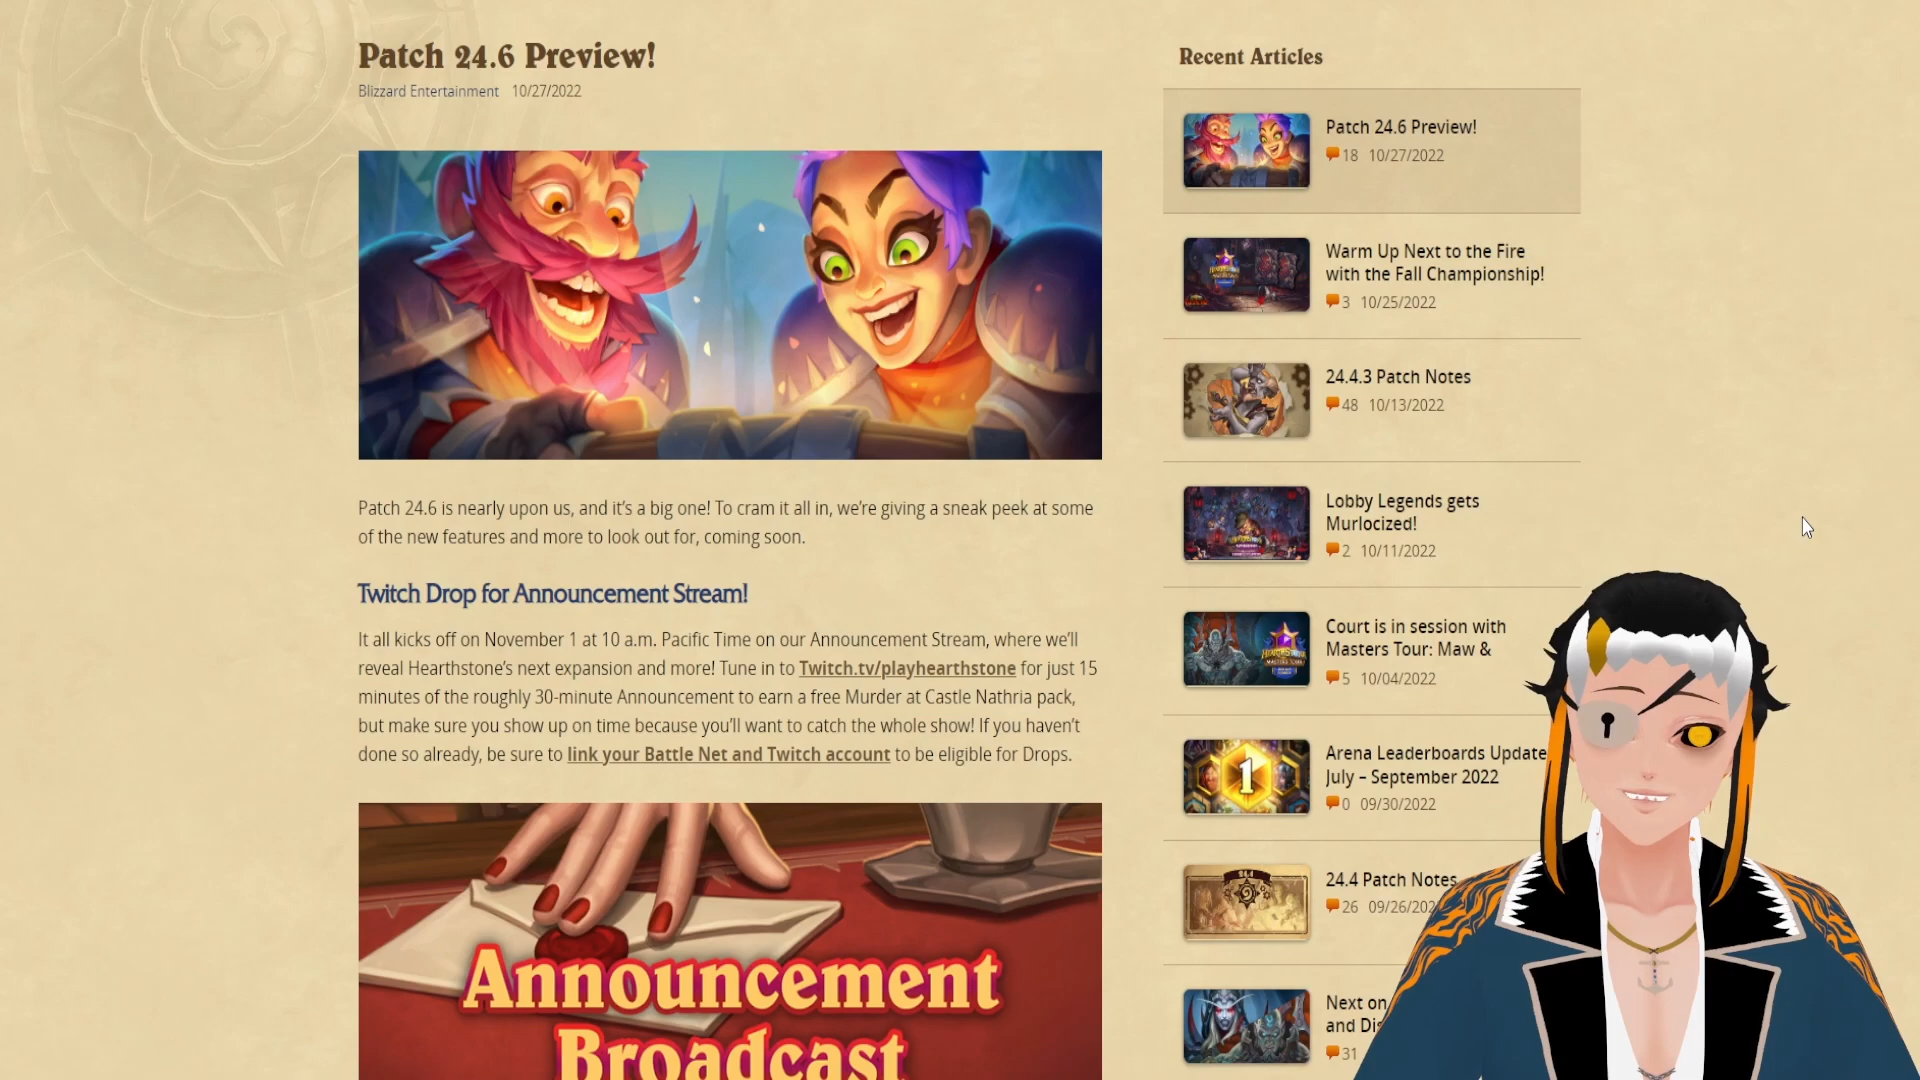 Patch 24.6 Preview!
Blizzard Entertainment 10/27/2022
Patch 24.6 is nearly upon us, and it’s a big one! To cram it all in, we’re giving a sneak peek at some
of the new features and more to look out for, coming soon.
Twitch Drop for Announcement Stream!
It all kicks off on November 1 at 10 a.m. Pacific Time on our Announcement Stream, where we’ll
reveal Hearthstone’s next expansion and more! Tune in to Twitch.tv/playhearthstone for just 15
minutes of the roughly 30-minute Announcement to earn a free Murder at Castle Nathria pack,
but make sure you show up on time because you’ll want to catch the whole show! If you haven’t
done so already, be sure to link your Battle Net and Twitch account to be eligible for Drops.
Announcement
Broadcast
Recent Articles
Patch 24.6 Preview!
18 10/27/2022
Warm Up Next to the Fire
with the Fall Championship!
3 10/25/2022
24.4.3 Patch Notes
48 10/13/2022
Lobby Legends gets
Murlocized!
2 10/11/2022
Court is in session with
Masters Tour: Maw &
5 10/04/2022
1
Arena Leaderboards Update
July – September 2022
0 09/30/2022
24.4
24.4 Patch Notes
26 09/26/202
Next on
and Di
31